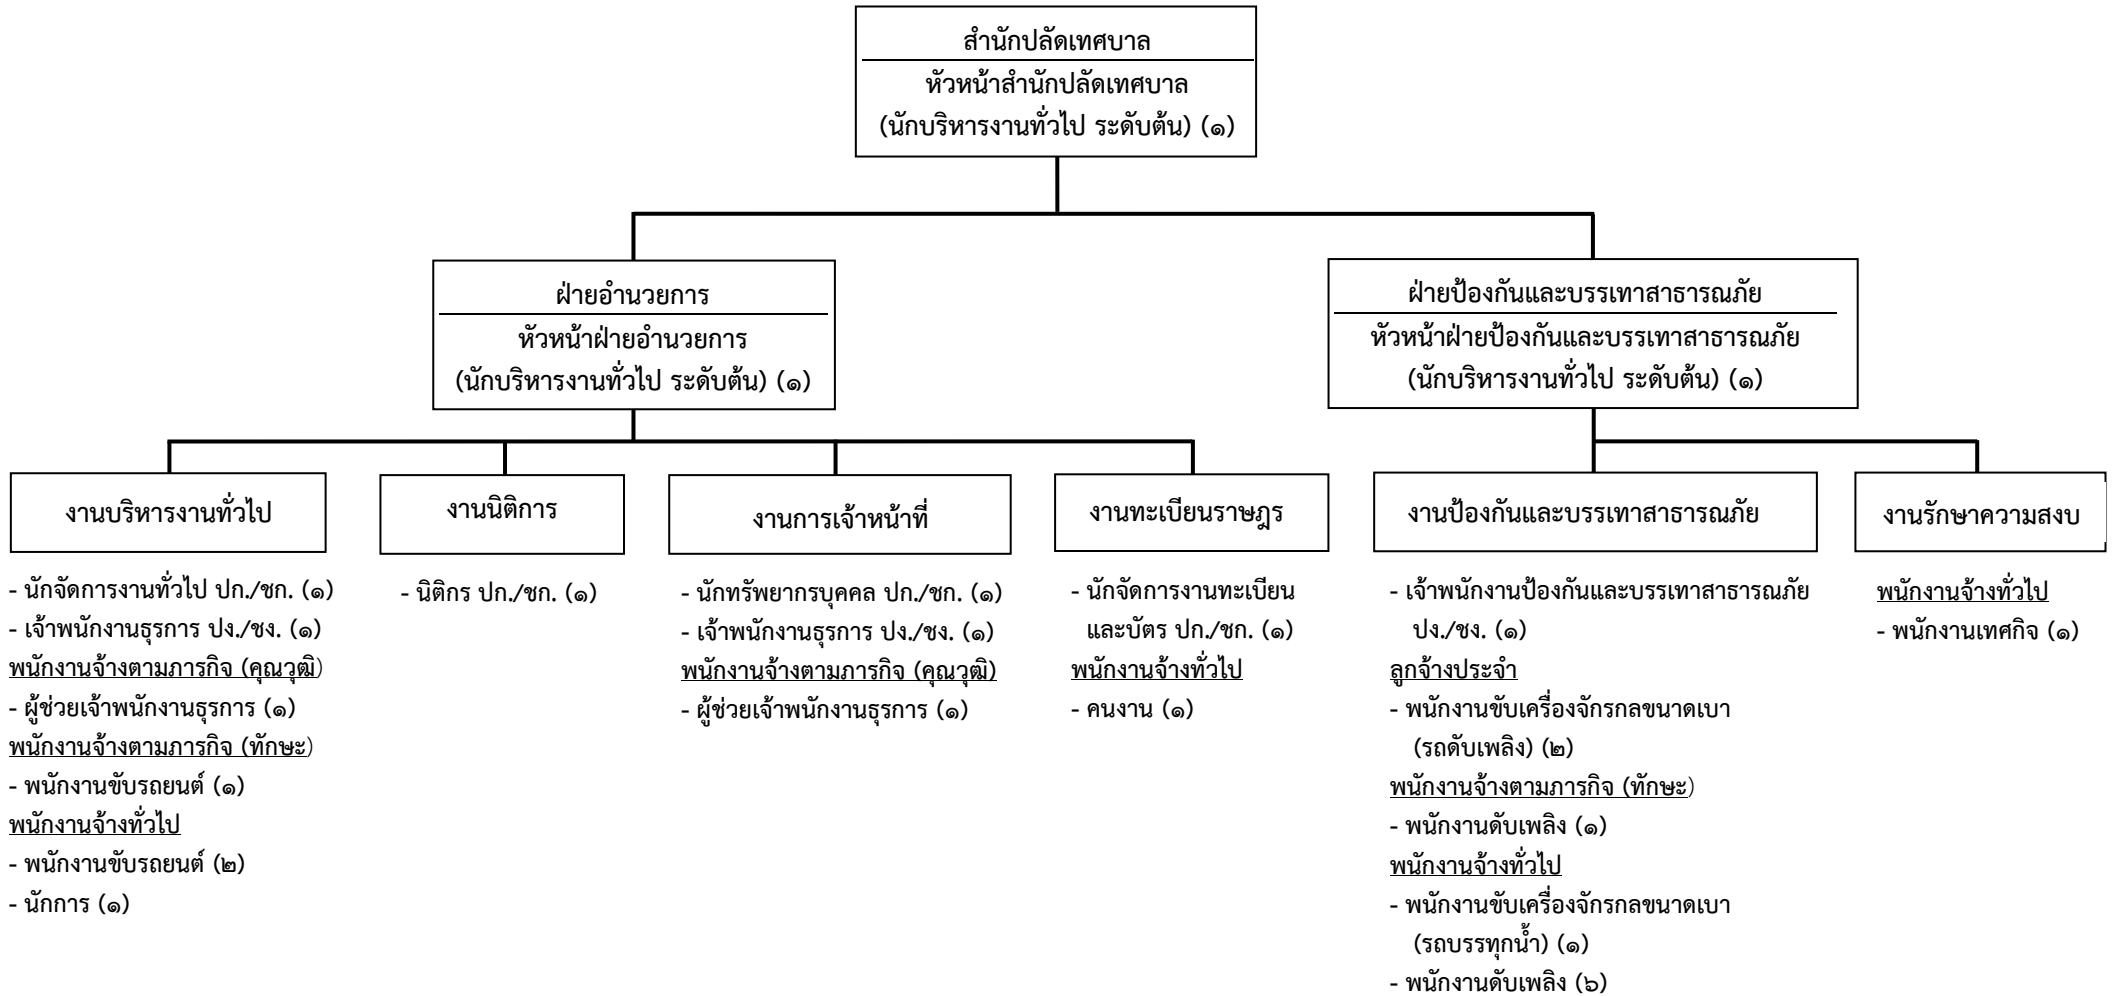 สำนักปลัดเทศบาล
หัวหน้าสำนักปลัดเทศบาล
(นักบริหารงานทั่วไป ระดับต้น) (๑)
ฝ่ายอำนวยการ
หัวหน้าฝ่ายอำนวยการ
(นักบริหารงานทั่วไป ระดับต้น) (๑)
ฝ่ายป้องกันและบรรเทาสาธารณภัย
หัวหน้าฝ่ายป้องกันและบรรเทาสาธารณภัย
(นักบริหารงานทั่วไป ระดับต้น) (๑)
งานบริหารงานทั่วไป
- นักจัดการงานทั่วไป ปก./ชก. (๑)
- เจ้าพนักงานธุรการ ปง./ชง. (๑)
พนักงานจ้างตามภารกิจ (คุณวุฒิ)
- ผู้ช่วยเจ้าพนักงานธุรการ (๑)
พนักงานจ้างตามภารกิจ (ทักษะ)
- พนักงานขับรถยนต์ (๑)
พนักงานจ้างทั่วไป
- พนักงานขับรถยนต์ (๒)
- นักการ (๑)
งานนิติการ
- นิติกร ปก./ชก. (๑)
งานการเจ้าหน้าที่
- นักทรัพยากรบุคคล ปก./ชก. (๑)
- เจ้าพนักงานธุรการ ปง./ชง. (๑)
พนักงานจ้างตามภารกิจ (คุณวุฒิ)
- ผู้ช่วยเจ้าพนักงานธุรการ (๑)
งานทะเบียนราษฎร
- นักจัดการงานทะเบียน
และบัตร ปก./ชก. (๑)
พนักงานจ้างทั่วไป
- คนงาน (๑)
งานป้องกันและบรรเทาสาธารณภัย
- เจ้าพนักงานป้องกันและบรรเทาสาธารณภัย
ปง./ชง. (๑)
ลูกจ้างประจำ
- พนักงานขับเครื่องจักรกลขนาดเบา
(รถดับเพลิง) (๒)
พนักงานจ้างตามภารกิจ (ทักษะ)
- พนักงานดับเพลิง (๑)
พนักงานจ้างทั่วไป
- พนักงานขับเครื่องจักรกลขนาดเบา
(รถบรรทุกน้ำ) (๑)
- พนักงานดับเพลิง (๖)
งานรักษาความสงบ
พนักงานจ้างทั่วไป
- พนักงานเทศกิจ (๑)